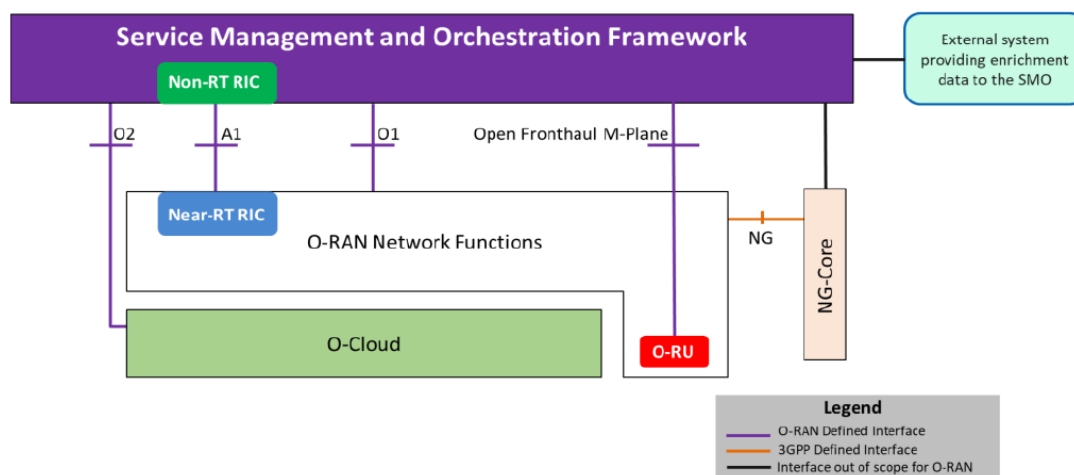 Service Management and Orchestration Framework
Non-RT RIC
External system
providing enrichment
data to the SMO
O2
A1
O1
Open Fronthaul M-Plane
Near-RT RIC
O-RAN Network Functions
NG
NG-Core
O-Cloud
O-RU
Legend
O-RAN Defined Interface
3GPP Defined Interface
Interface out of scope for O-RAN